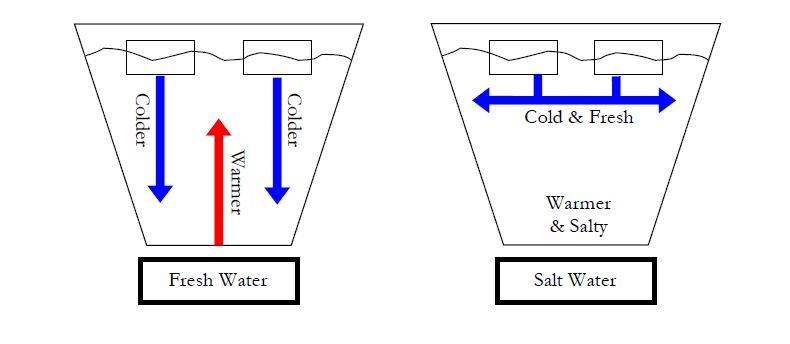 Colder
Warmer
Colder
Fresh Water
Cold & Fresh
Warmer
& Salty
Salt Water